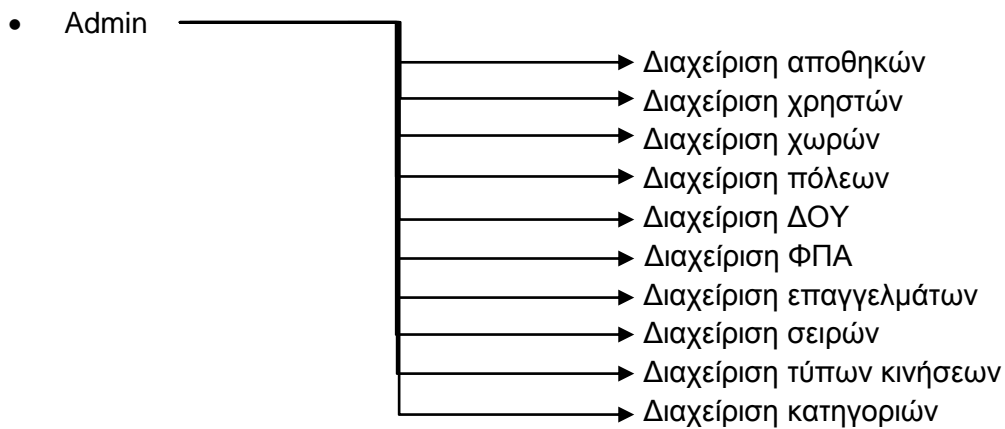 • Admin
Διαχείριση αποθηκών
Διαχείριση χρηστών
Διαχείριση χωρών
Διαχείριση πόλεων
Διαχείριση ΔΟΥ
Διαχείριση ΦΠΑ
Διαχείριση επαγγελμάτων
Διαχείριση σειρών
Διαχείριση τύπων κινήσεων
Διαχείριση κατηγοριών